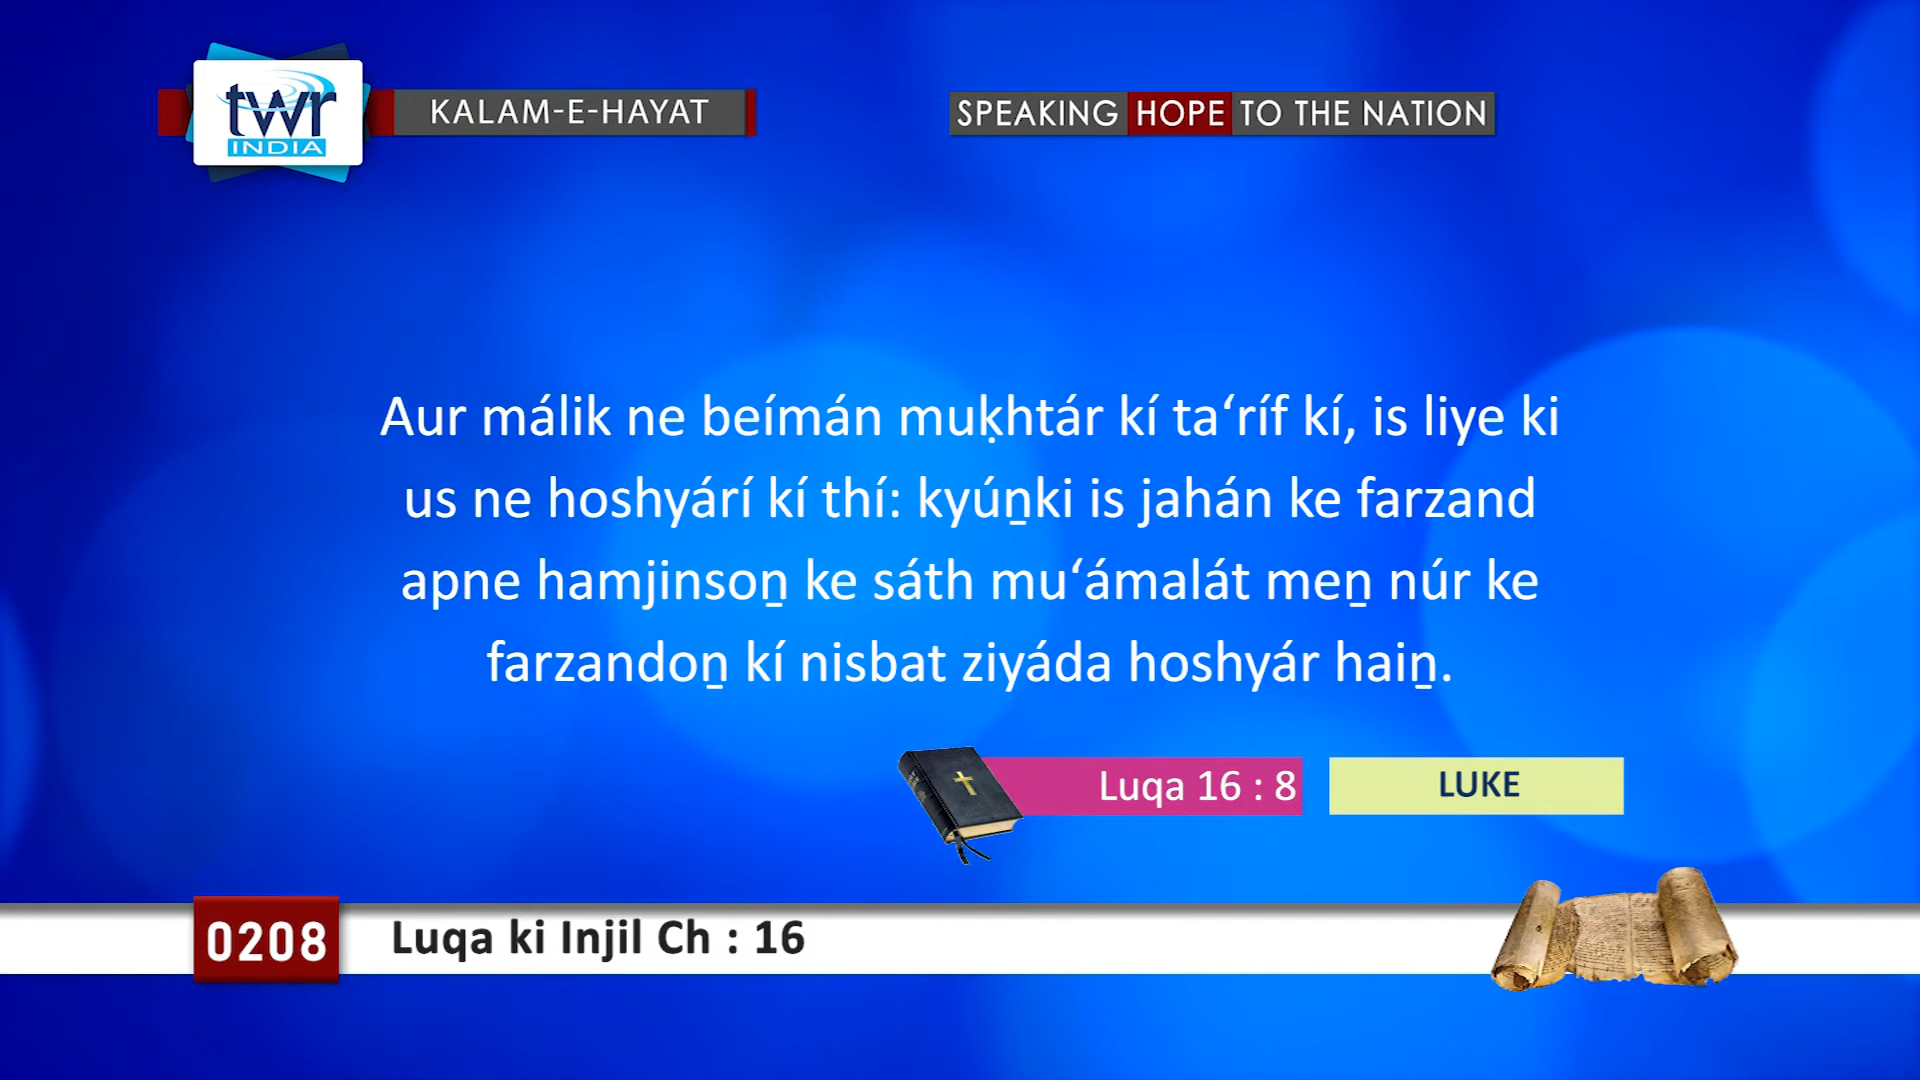 twr
INDIA
KALAM-E-HAYAT
SPEAKING HOPE TO THE NATION
Aur málik ne beímán muḳhtár kí ta‘ríf kí, is liye ki
us ne hoshyárí kí thí: kyúṉki is jahán ke farzand
apne hamjinsoṉ ke sáth mu‘ámalát meṉ núr ke
farzandoṉ kí nisbat ziyáda hoshyár haiṉ.
Luqa 16 : 8
LUKE
0208
Luqa ki Injil Ch : 16